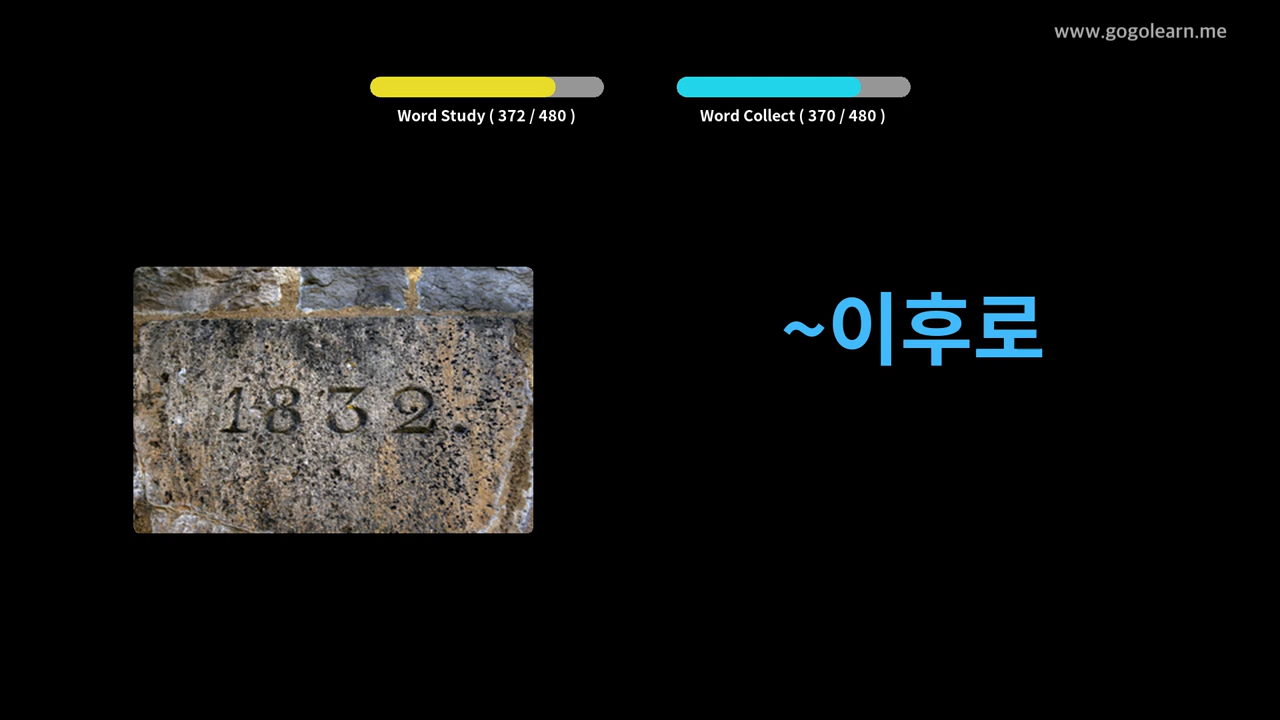 www.gogolearn.me
Word Study ( 372 / 480 )
Word Collect ( 370 / 480 )
1832.
~이후로